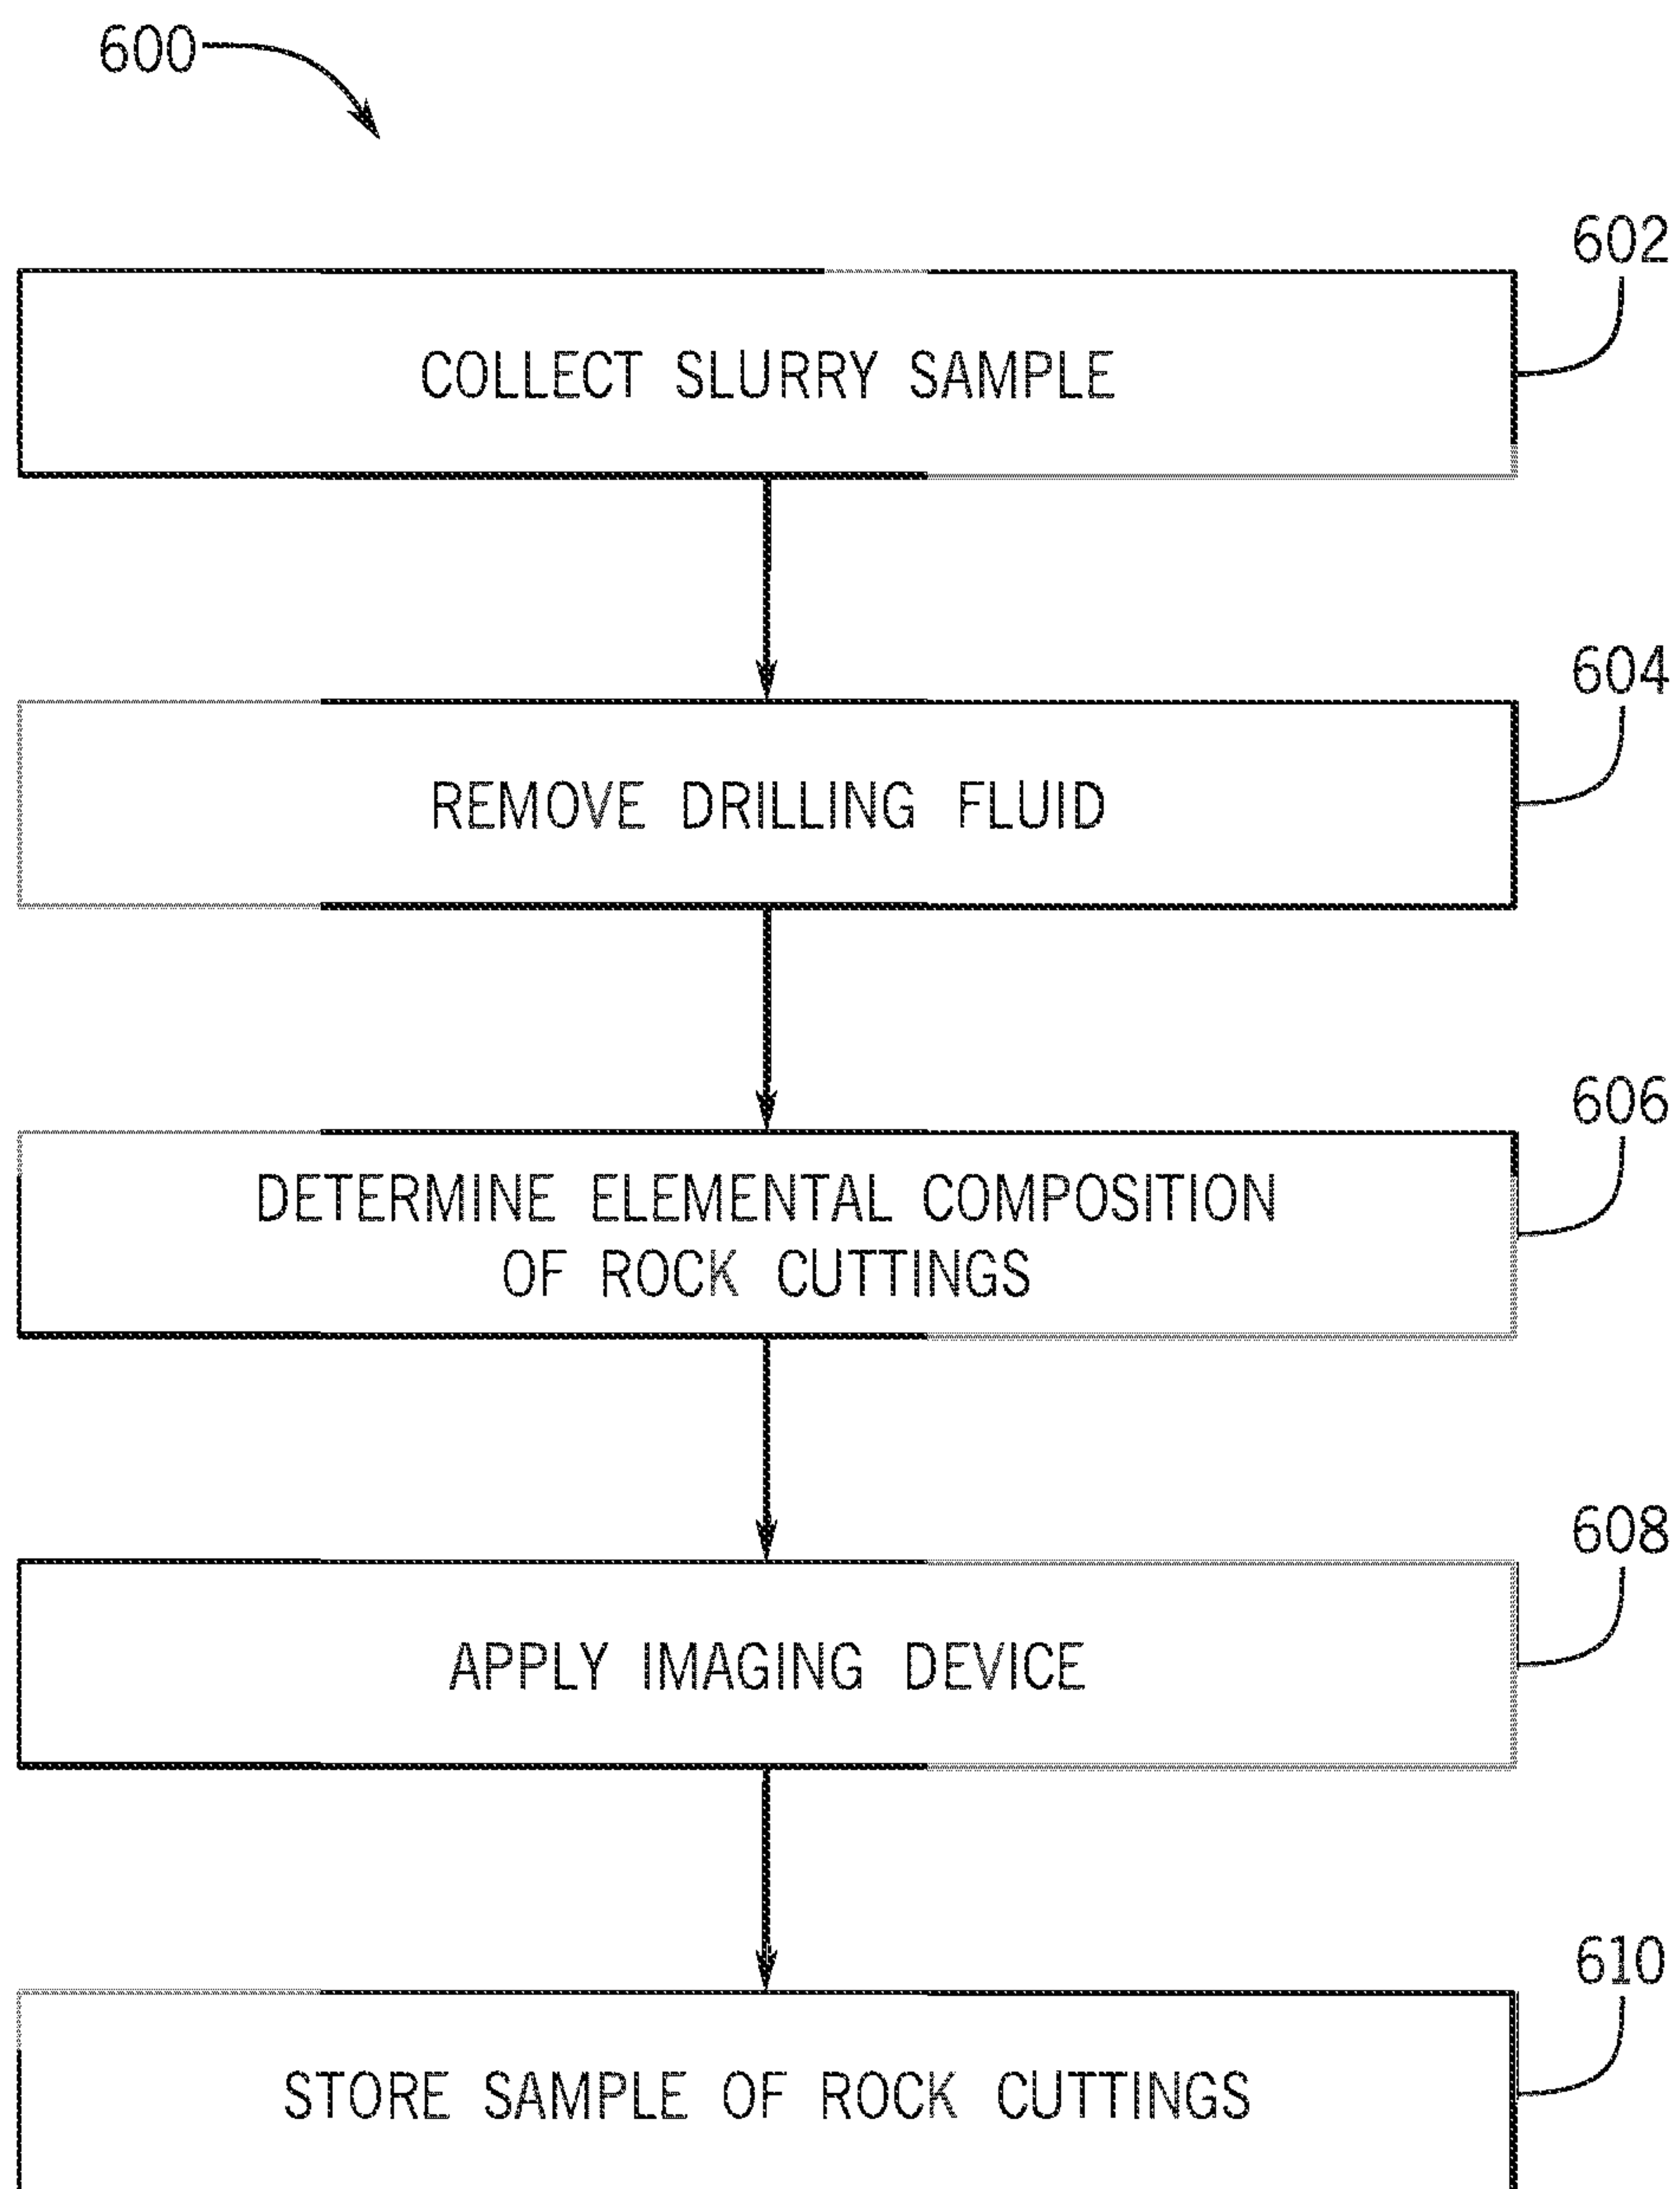 600
602
COLLECT SLURRY SAMPLE
604
REMOVE DRILLING FLUID
606
DETERMINE ELEMENTAL COMPOSITION
OF ROCK CUTTINGS
608
APPLY IMAGING DEVICE
610
STORE SAMPLE OF ROCK CUTTINGS